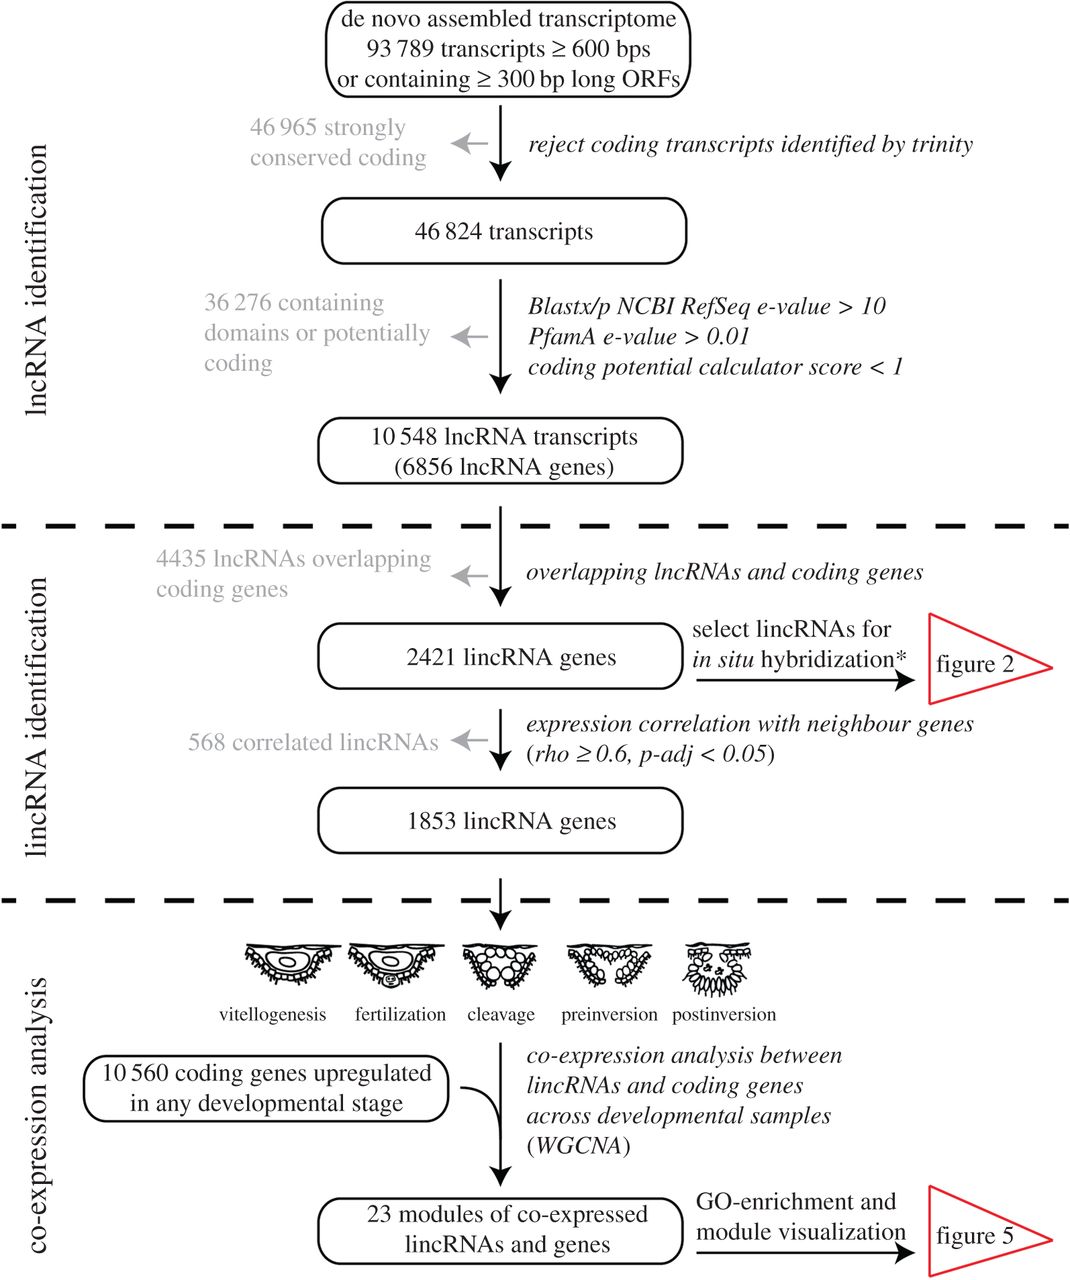 de novo assembled transcriptome
93 789 transcripts ≥ 600 bps
or containing ≥ 300 bp long ORFs
46 965 strongly
conserved coding
reject coding transcripts identified by trinity
46 824 transcripts
36 276 containing
domains or potentially
coding
Blastx/p NCBI RefSeq e-value > 10
PfamA e-value > 0.01
coding potential calculator score < 1
10 548 lncRNA transcripts
(6856 lncRNA genes)
lncRNA identification
4435 lncRNAs overlapping
coding genes
overlapping lncRNAs and coding genes
2421 lincRNA genes
select lincRNAs for
in situ hybridization*
figure 2
568 correlated lincRNAs
expression correlation with neighbour genes
(rho ≥ 0.6, p-adj < 0.05)
1853 lincRNA genes
lincRNA identification
vitellogenesis fertilization cleavage preinversion postinversion
10 560 coding genes upregulated
in any developmental stage
co-expression analysis between
lincRNAs and coding genes
across developmental samples
(WGCNA)
23 modules of co-expressed
lincRNAs and genes
GO-enrichment and
module visualization
figure 5
co-expression analysis